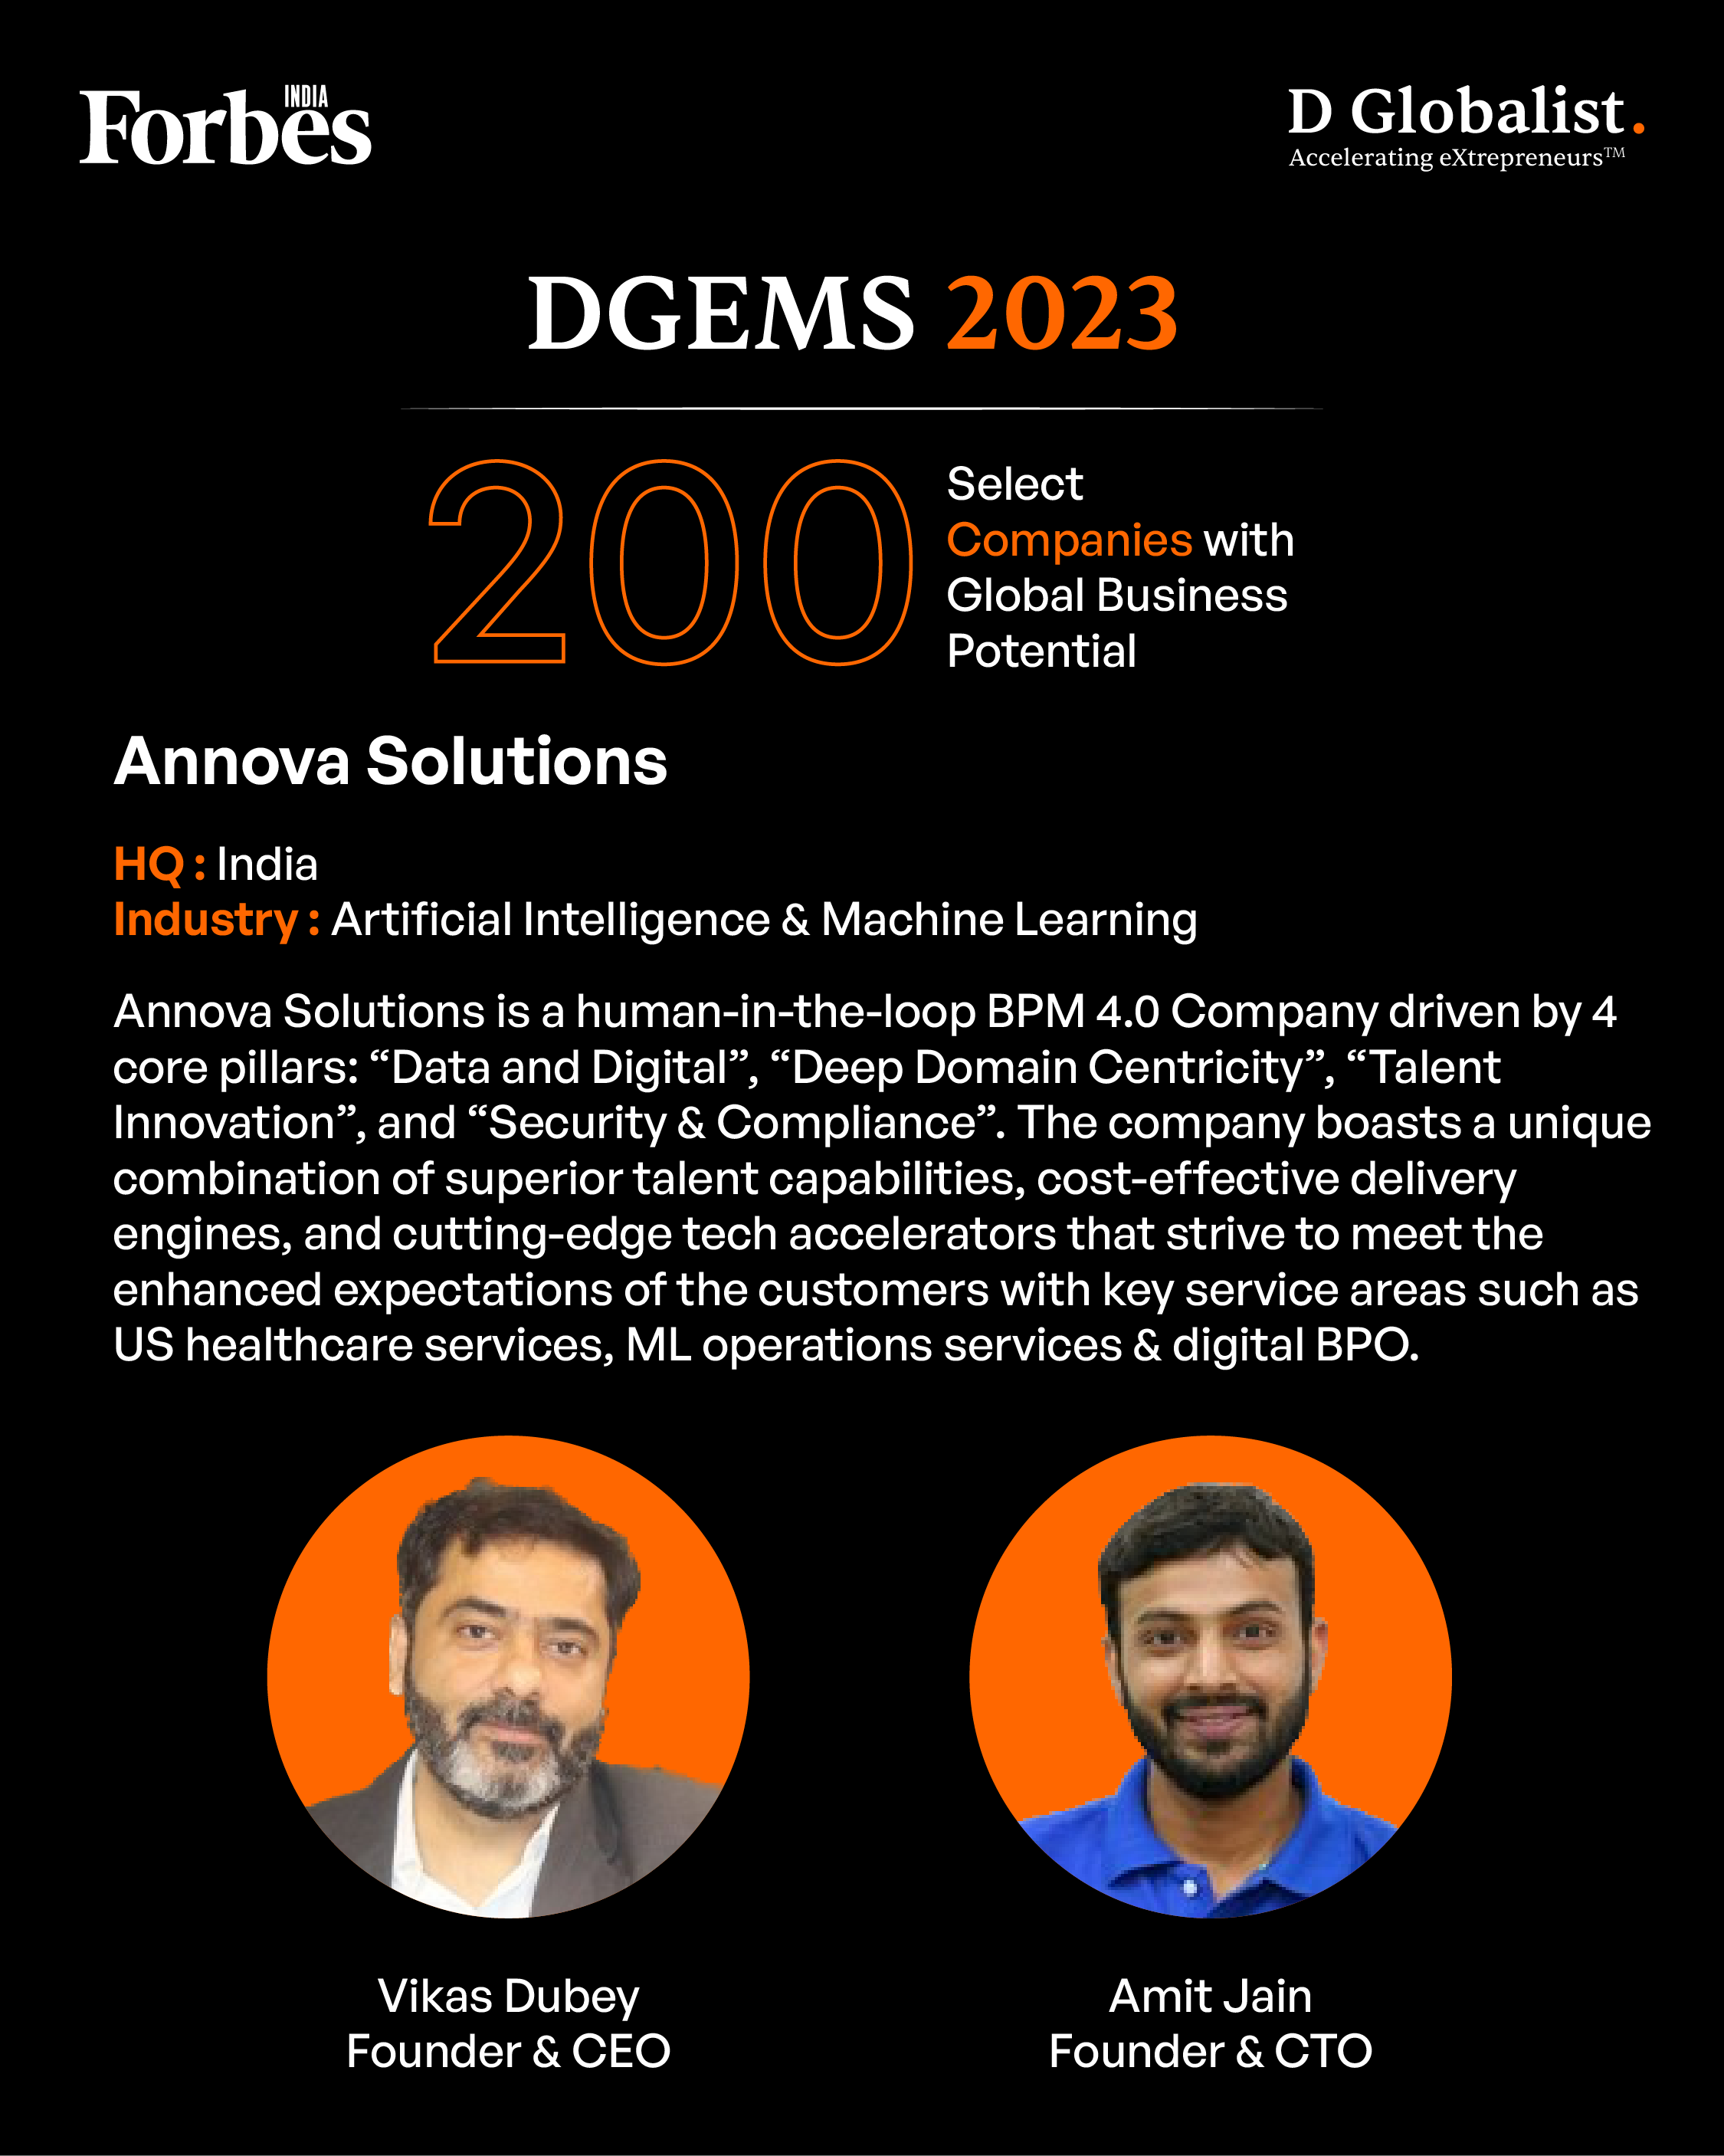 Forbes INDIA
D Globalist.
Accelerating eXtrepreneurs™
DGEMS 2023
200
Select
Companies with
Global Business
Potential
Annova Solutions
HQ : India
Industry : Artificial Intelligence & Machine Learning
Annova Solutions is a human-in-the-loop BPM 4.0 Company driven by 4
core pillars: “Data and Digital”, “Deep Domain Centricity”, “Talent
Innovation”, and “Security & Compliance”. The company boasts a unique
combination of superior talent capabilities, cost-effective delivery
engines, and cutting-edge tech accelerators that strive to meet the
enhanced expectations of the customers with key service areas such as
US healthcare services, ML operations services & digital BPO.
Vikas Dubey
Founder & CEO
Amit Jain
Founder & CTO